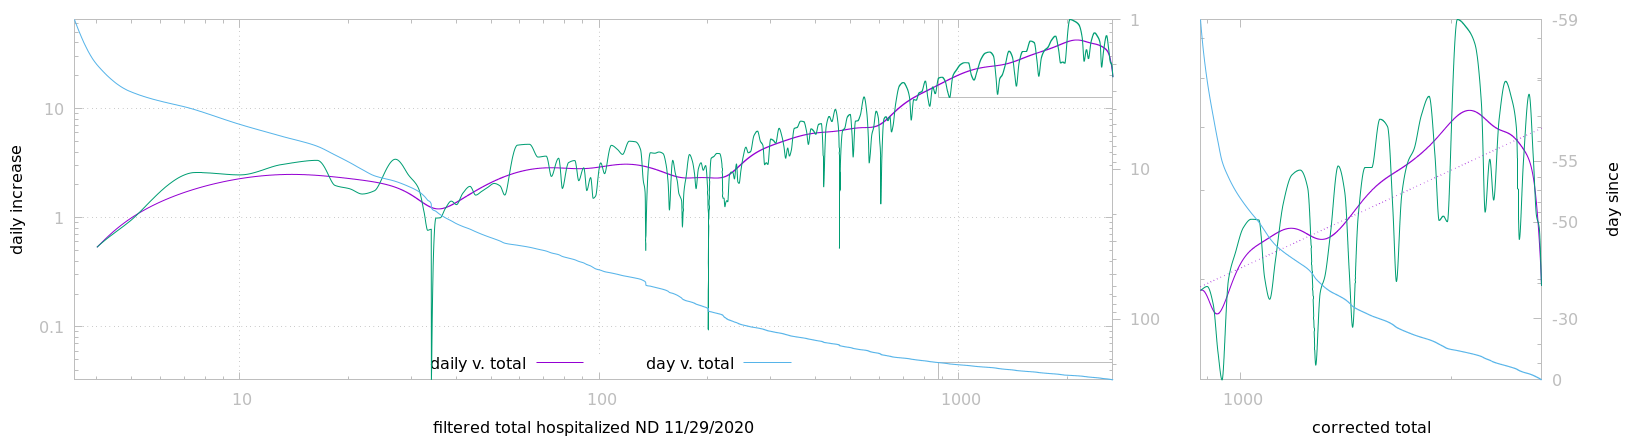 daily increase
10
1
0.1
1
10
100
daily v. total
day v. total
10
100
1000
filtered total hospitalized ND 11/29/2020
-59
-55
-50
-30
0
day since
1000
corrected total